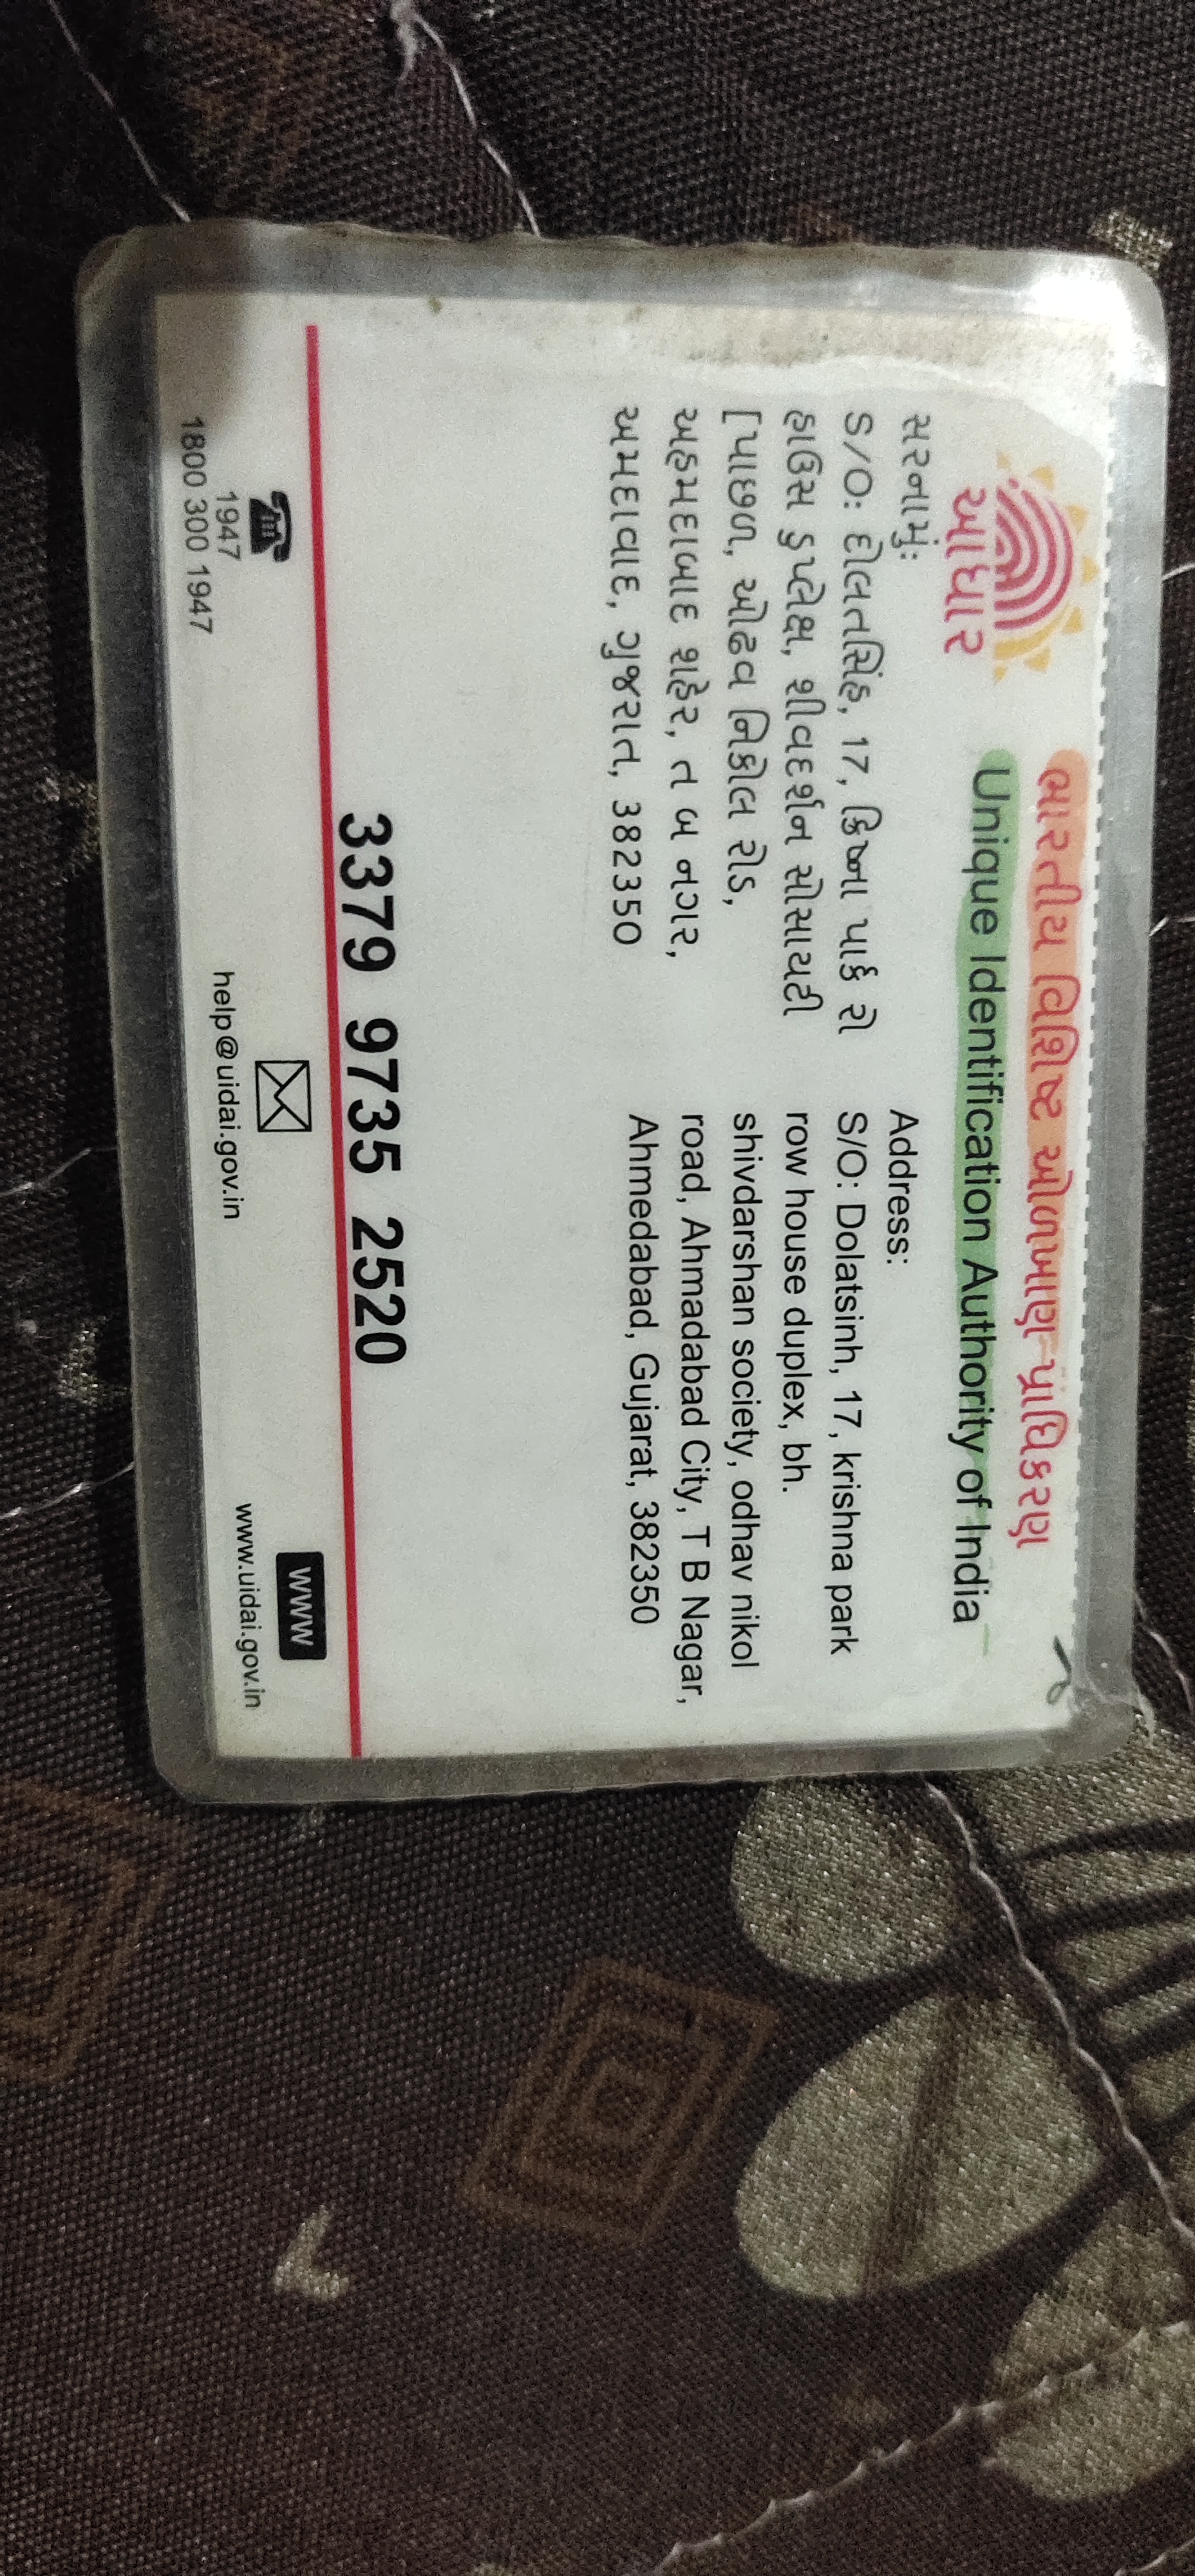 ભારતીય વિશિષ્ટ ઓળખાણ પ્રાધિકરણ
Unique Identification Authority of India
આધાર
સરનામું:
S/O: દોલતસિંહ, 17, ક્રિષ્ના પાર્ક રો
હાઉસ ડુપ્લેક્ષ, શીવદર્શન સોસાયટી
[પાછળ, ઓઢવ નિકોલ રોડ,
અહમદાબાદ શહેર, ત બ નગર,
અમદાવાદ, ગુજરાત, 382350
Address:
S/O: Dolatsinh, 17, krishna park
row house duplex, bh.
shivdarshan society, odhav nikol
road, Ahmadabad City, T B Nagar,
Ahmedabad, Gujarat, 382350
3379 9735 2520
1947
1800 300 1947
help@uidai.gov.in
www
www.uidai.gov.in